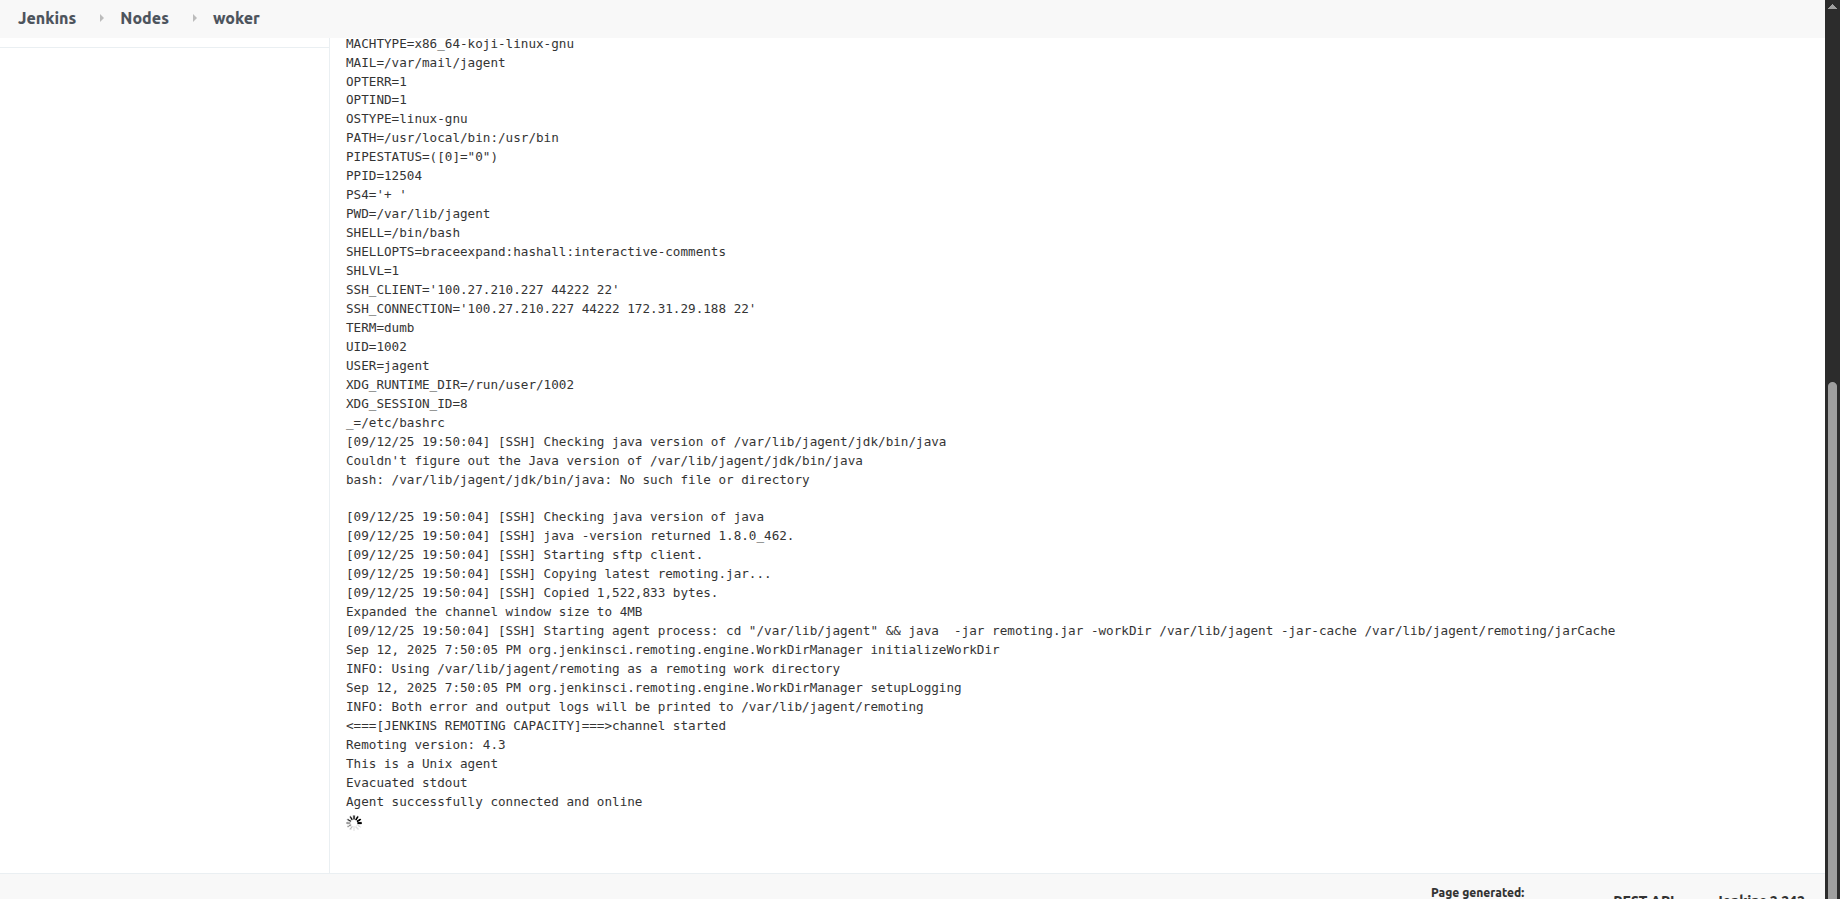 Jenkins Nodes woker
MACHTYPE=x86_64-koji-linux-gnu
MAIL=/var/mail/jagent
OPTERR=1
OPTIND=1
OSTYPE=linux-gnu
PATH=/usr/local/bin:/usr/bin
PIPESTATUS=([0]="0")
PPID=12504
PS4='+ '
PWD=/var/lib/jagent
SHELL=/bin/bash
SHELLOPTS=braceexpand:hashall:interactive-comments
SHLVL=1
SSH_CLIENT='100.27.210.227 44222 22'
SSH_CONNECTION='100.27.210.227 44222 172.31.29.188 22'
TERM=dumb
UID=1002
USER=jagent
XDG_RUNTIME_DIR=/run/user/1002
XDG_SESSION_ID=8
_=/etc/bashrc
[09/12/25 19:50:04] [SSH] Checking java version of /var/lib/jagent/jdk/bin/java
Couldn't figure out the Java version of /var/lib/jagent/jdk/bin/java
bash: /var/lib/jagent/jdk/bin/java: No such file or directory
[09/12/25 19:50:04] [SSH] Checking java version of java
[09/12/25 19:50:04] [SSH] java -version returned 1.8.0_462.
[09/12/25 19:50:04] [SSH] Starting sftp client.
[09/12/25 19:50:04] [SSH] Copying latest remoting.jar...
[09/12/25 19:50:04] [SSH] Copied 1,522,833 bytes.
Expanded the channel window size to 4MB
[09/12/25 19:50:04] [SSH] Starting agent process: cd "/var/lib/jagent" && java  -jar remoting.jar -workDir /var/lib/jagent -jar-cache /var/lib/jagent/remoting/jarCache
Sep 12, 2025 7:50:05 PM org.jenkinsci.remoting.engine.WorkDirManager initializeWorkDir
INFO: Using /var/lib/jagent/remoting as a remoting work directory
Sep 12, 2025 7:50:05 PM org.jenkinsci.remoting.engine.WorkDirManager setupLogging
INFO: Both error and output logs will be printed to /var/lib/jagent/remoting
<===[JENKINS REMOTING CAPACITY]===>channel started
Remoting version: 4.3
This is a Unix agent
Evacuated stdout
Agent successfully connected and online
Page generated:
REST API Jenkins